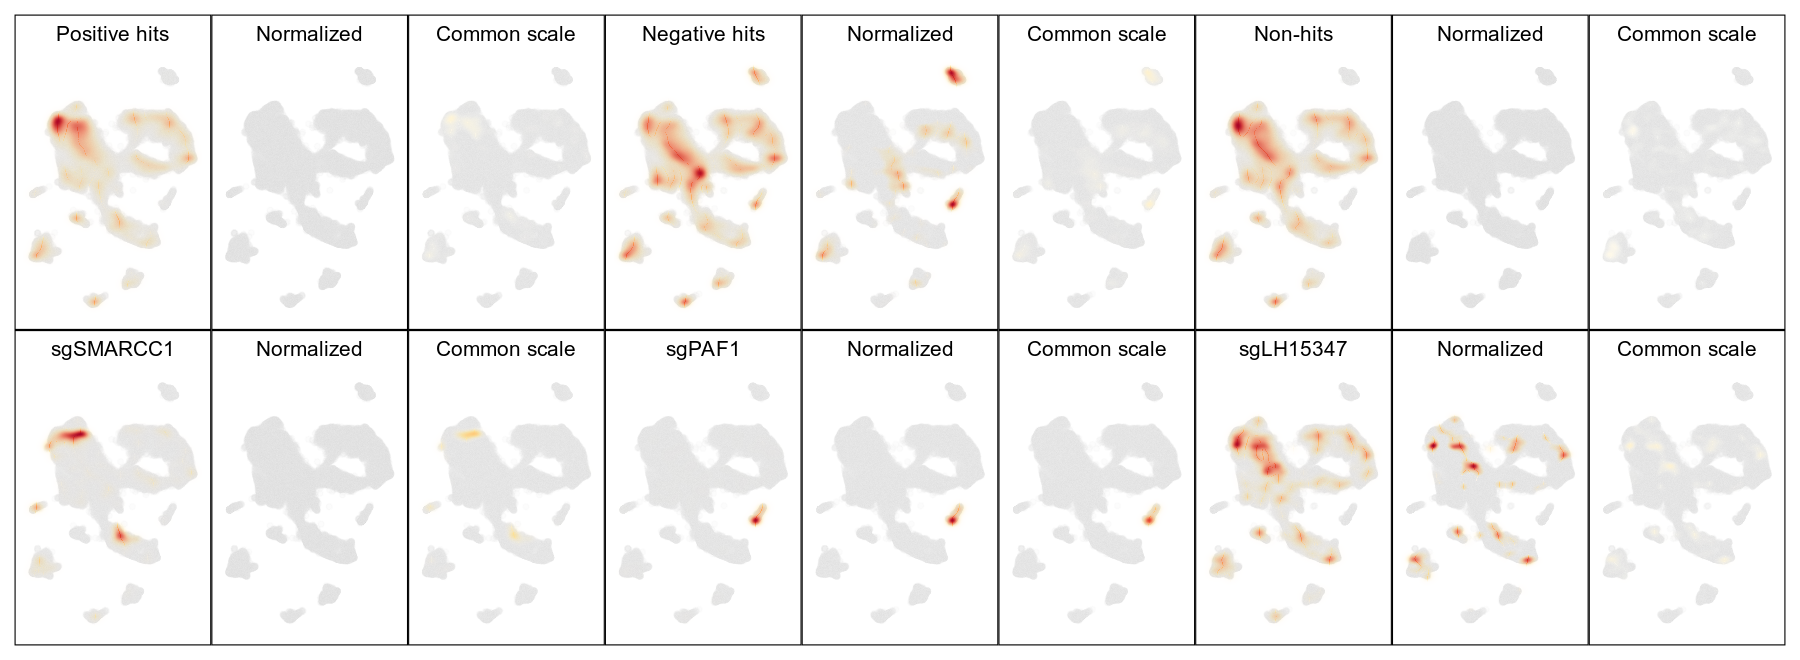 Positive hits
Normalized
Common scale
Negative hits
Normalized
Common scale
Non-hits
Normalized
Common scale
sgSMARCC1
Normalized
Common scale
sgPAF1
Normalized
Common scale
sgLH15347
Normalized
Common scale